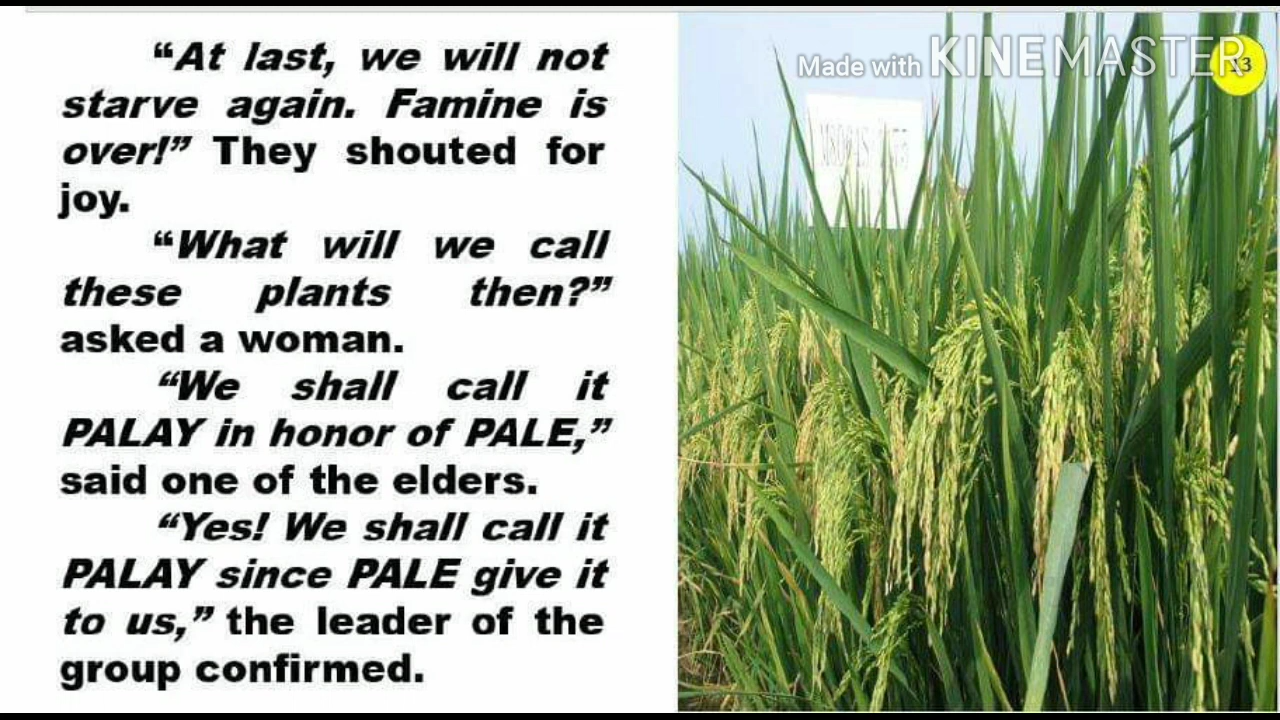 “At last, we will not
starve again. Famine is
over!” They shouted for
joy.
“What will we call
these plants then?”
asked a woman.
“We shall call it
PALAY in honor of PALE,”
said one of the elders.
“Yes! We shall call it
PALAY since PALE give it
to us,” the leader of the
group confirmed.
Made with KINEMASTER